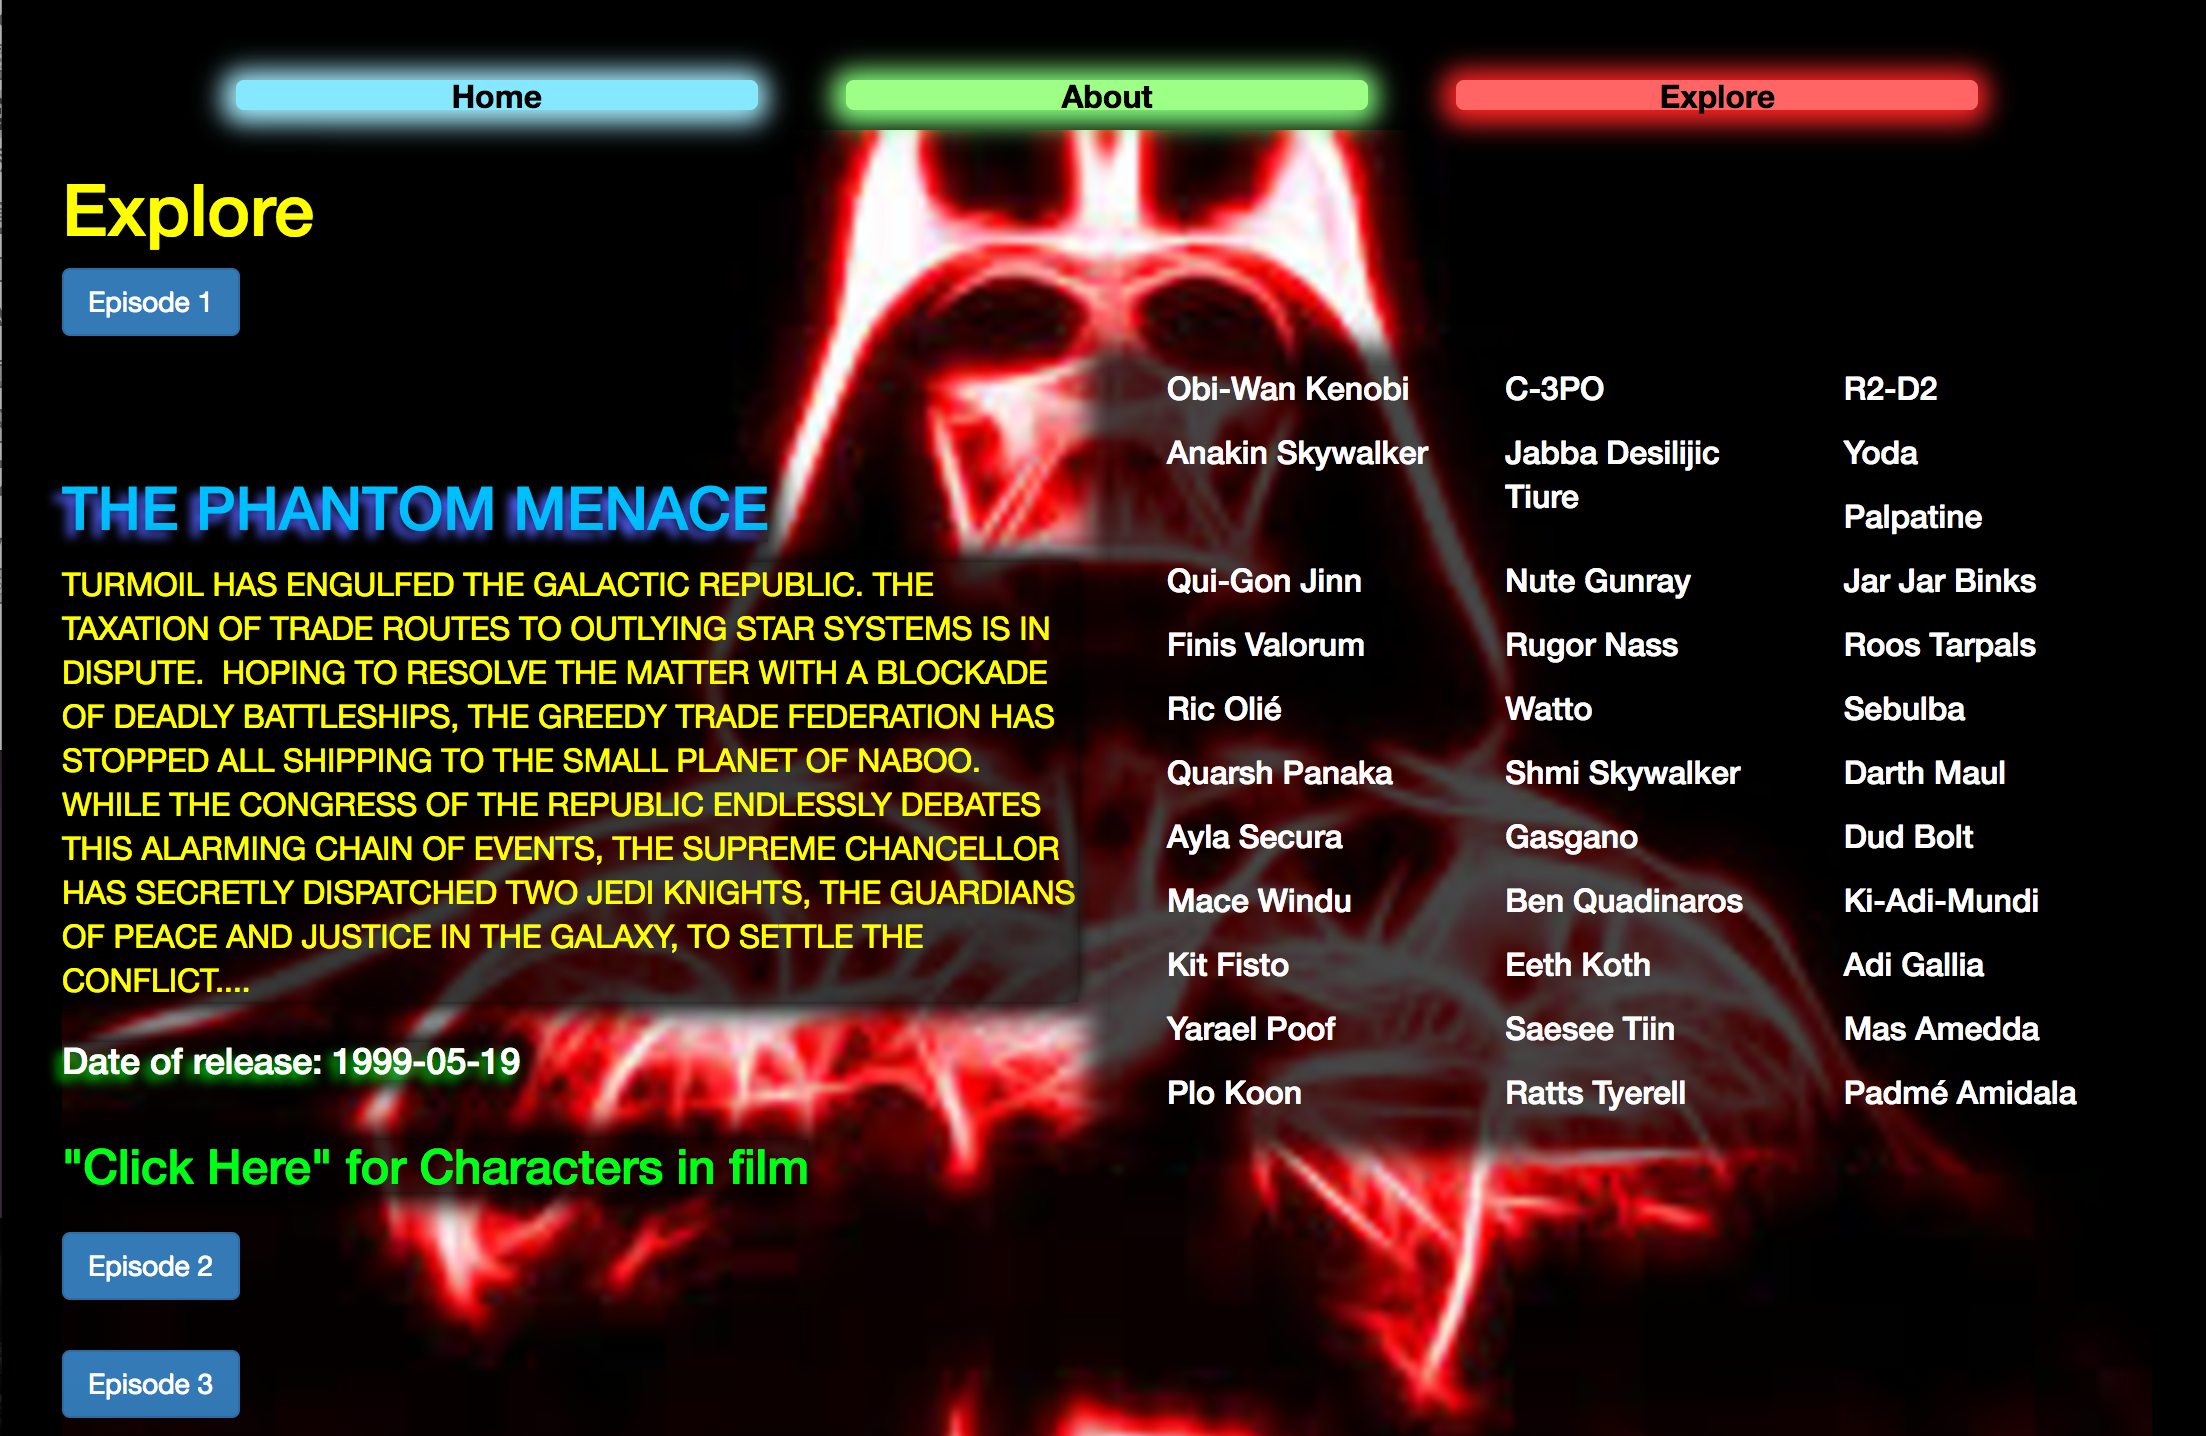 Home
About
Explore
Explore
Episode 1
THE PHANTOM MENACE
TURMOIL HAS ENGULFED THE GALACTIC REPUBLIC. THE
TAXATION OF TRADE ROUTES TO OUTLYING STAR SYSTEMS IS IN
DISPUTE.  HOPING TO RESOLVE THE MATTER WITH A BLOCKADE
OF DEADLY BATTLESHIPS, THE GREEDY TRADE FEDERATION HAS
STOPPED ALL SHIPPING TO THE SMALL PLANET OF NABOO.
WHILE THE CONGRESS OF THE REPUBLIC ENDLESSLY DEBATES
THIS ALARMING CHAIN OF EVENTS, THE SUPREME CHANCELLOR
HAS SECRETLY DISPATCHED TWO JEDI KNIGHTS, THE GUARDIANS
OF PEACE AND JUSTICE IN THE GALAXY, TO SETTLE THE
CONFLICT....
Date of release: 1999-05-19
"Click Here" for Characters in film
Obi-Wan Kenobi
C-3PO
R2-D2
Anakin Skywalker
Jabba Desilijic
Tiure
Yoda
Palpatine
Qui-Gon Jinn
Nute Gunray
Jar Jar Binks
Finis Valorum
Rugor Nass
Roos Tarpals
Ric Olié
Watto
Sebulba
Quarsh Panaka
Shmi Skywalker
Darth Maul
Ayla Secura
Gasgano
Dud Bolt
Mace Windu
Ben Quadinaros
Ki-Adi-Mundi
Kit Fisto
Eeth Koth
Adi Gallia
Yarael Poof
Saesee Tiin
Mas Amedda
Plo Koon
Ratts Tyerell
Padmé Amidala
Episode 2
Episode 3